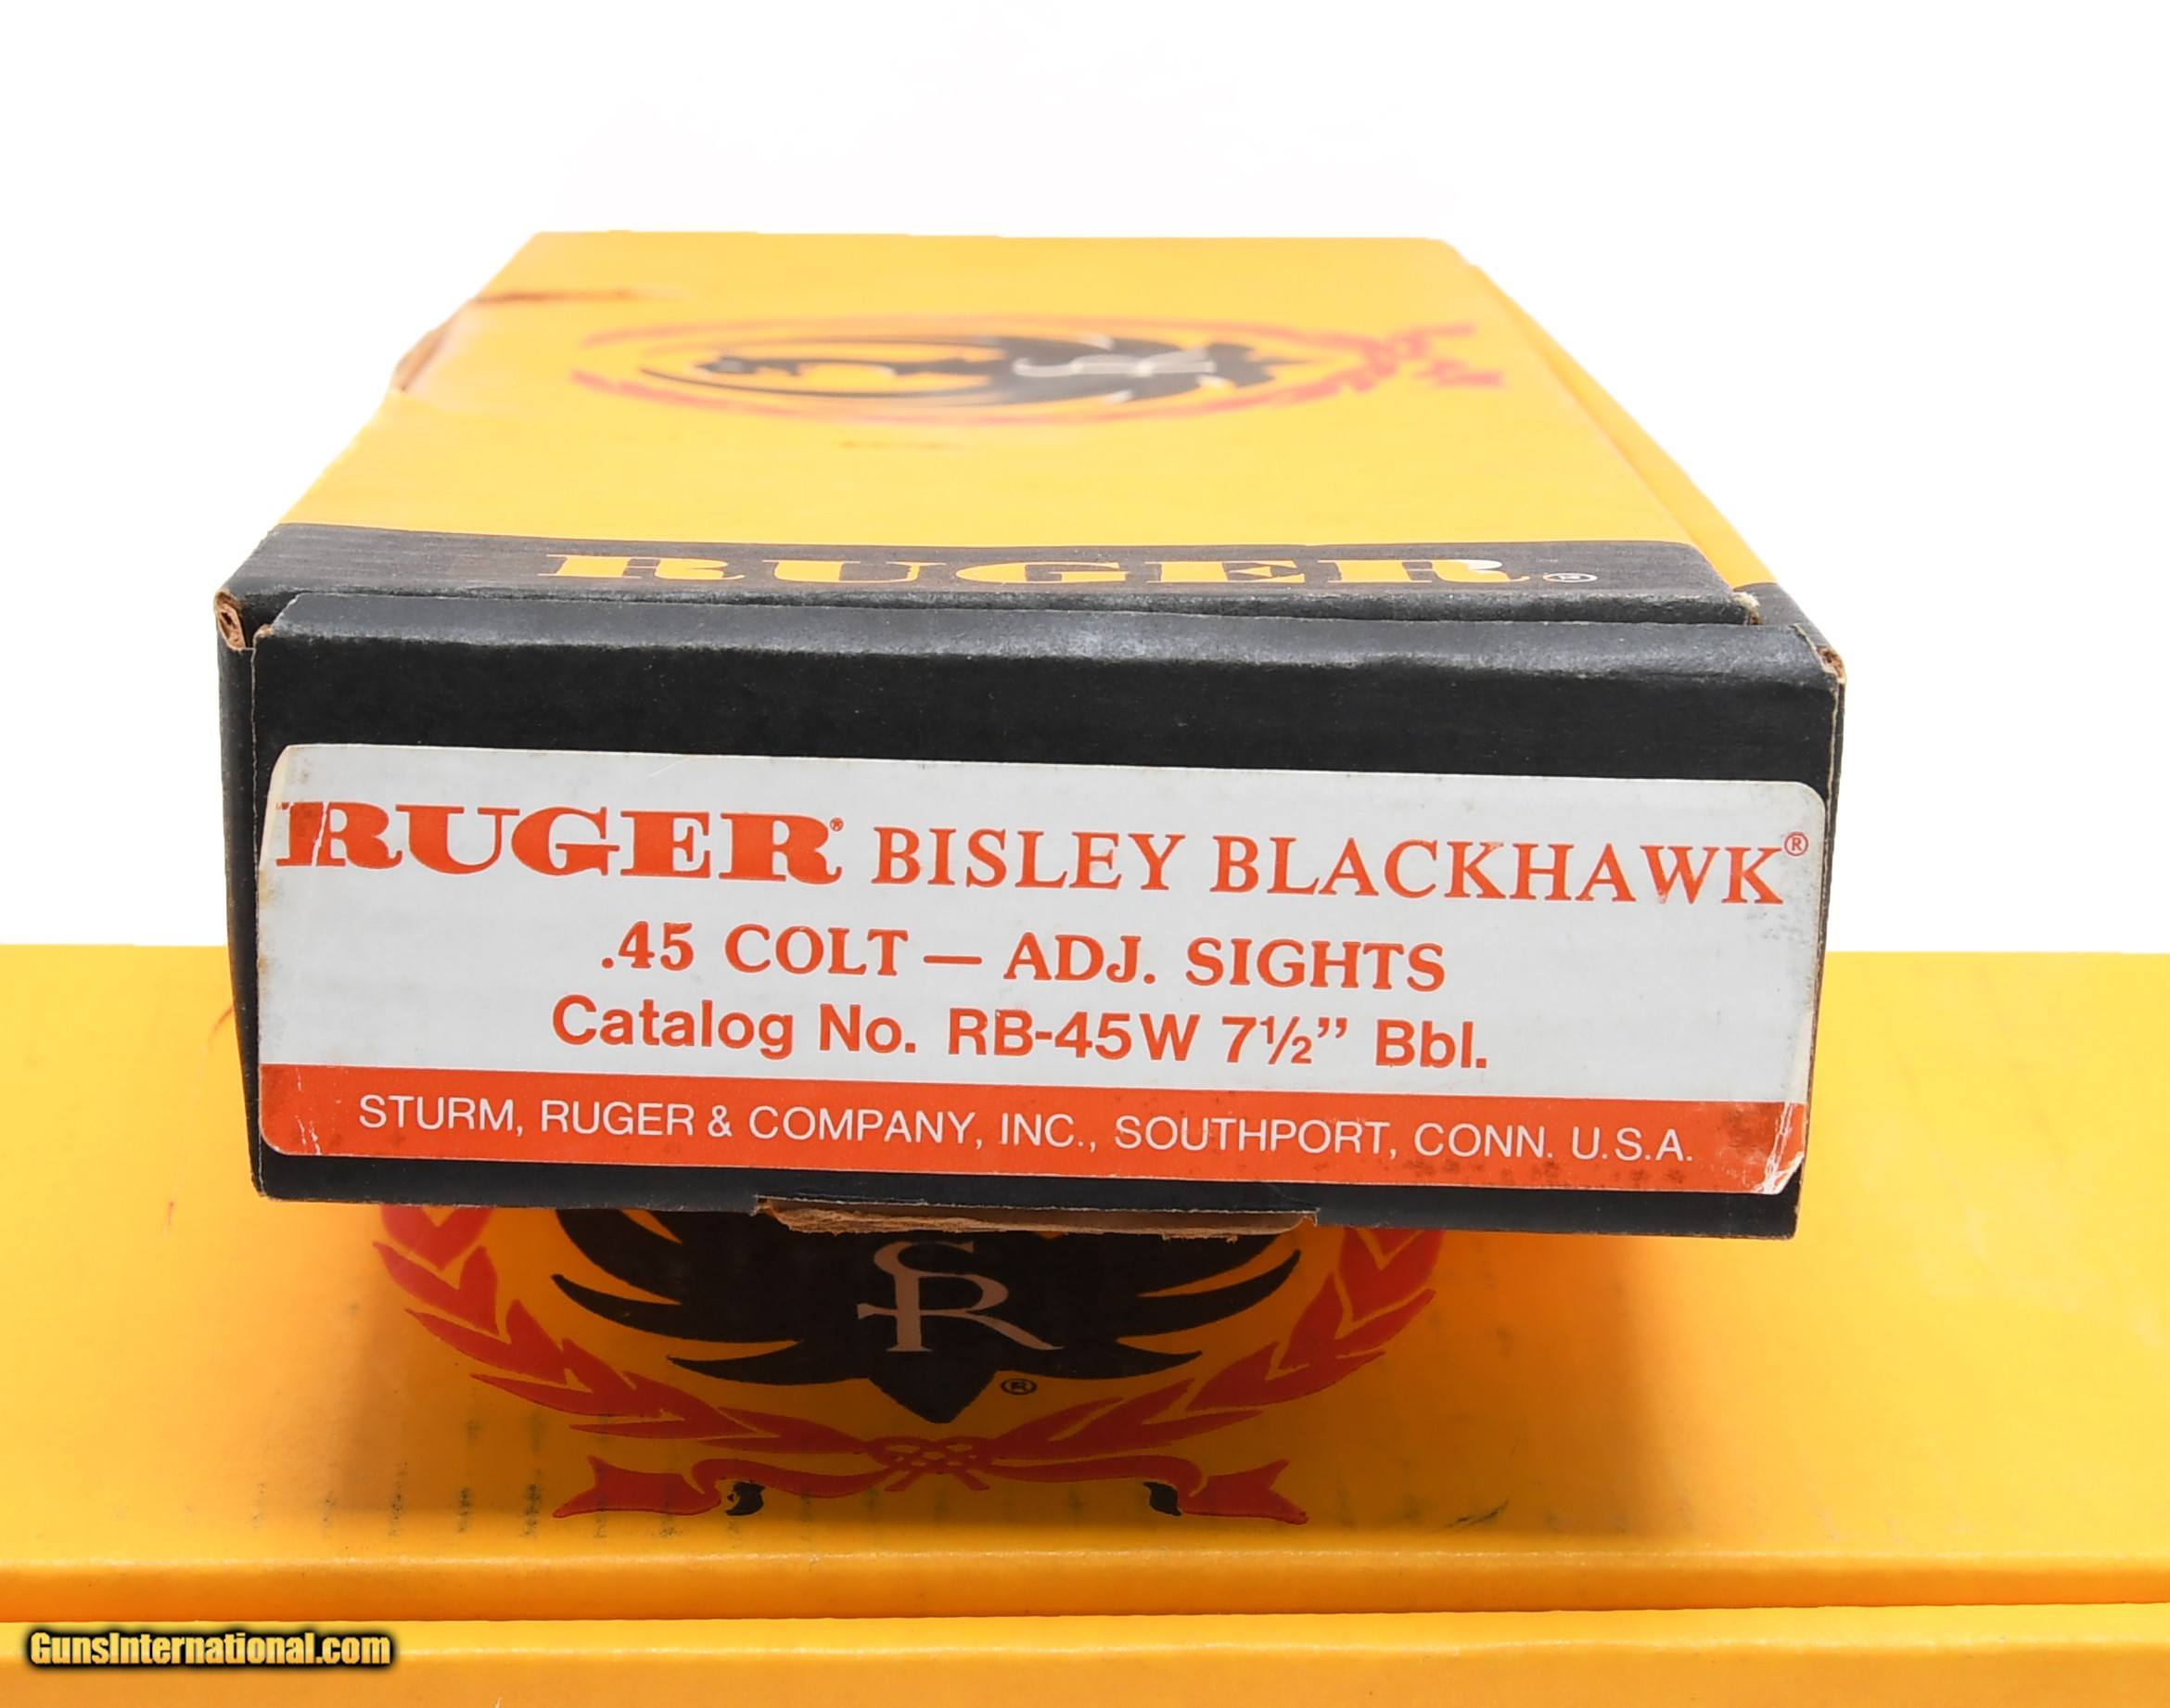 RUGER®
RUGER® BISLEY BLACKHAWK®
.45 COLT — ADJ. SIGHTS
Catalog No. RB-45W 7½” Bbl.
STURM, RUGER & COMPANY, INC., SOUTHPORT, CONN. U.S.A.
SR
®
GunsInternational.com